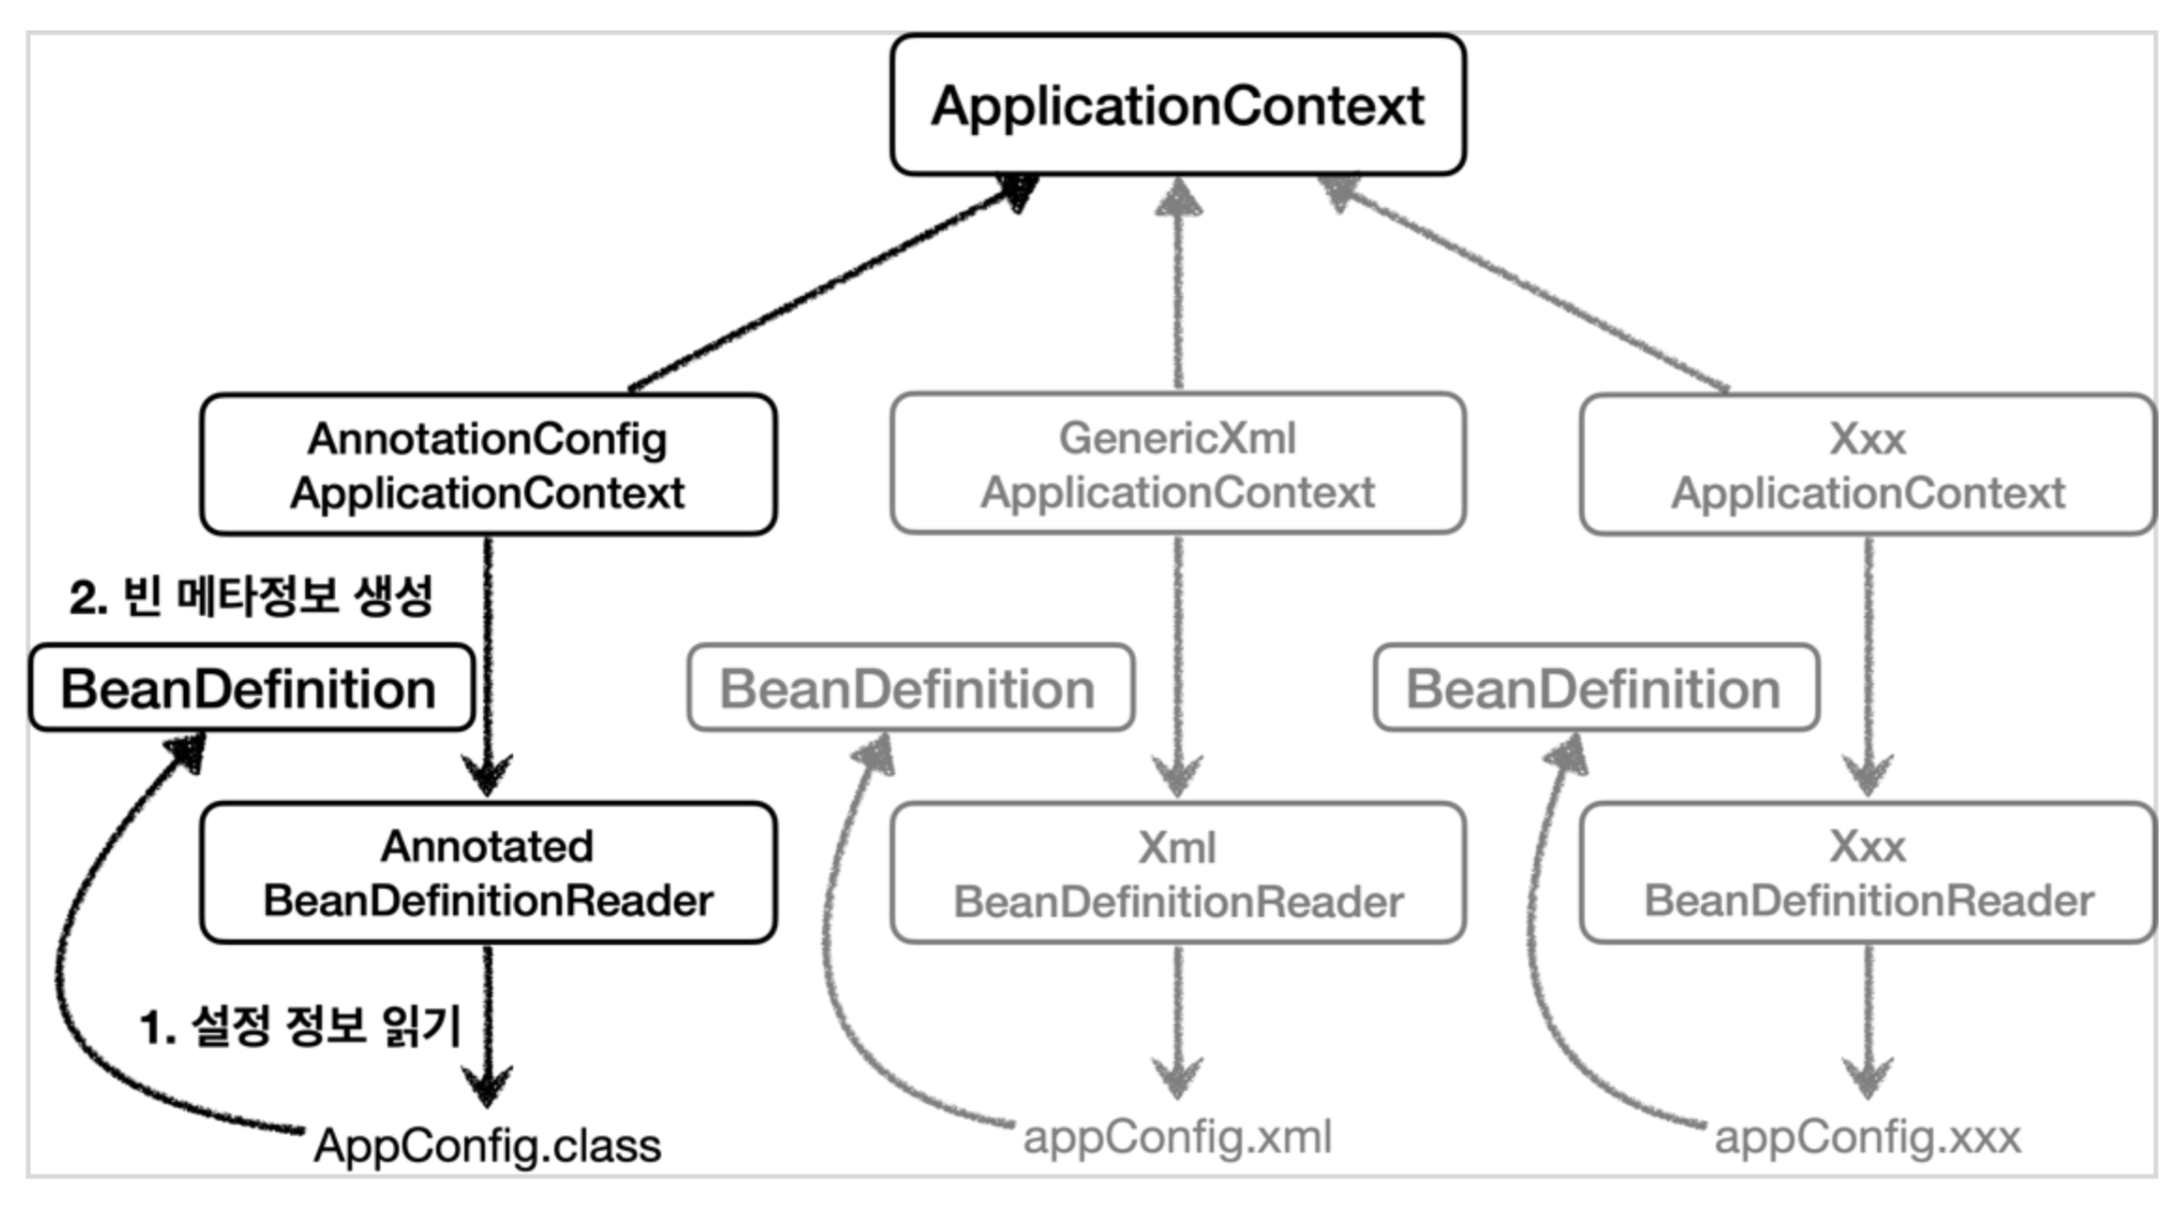 ApplicationContext
AnnotationConfig
ApplicationContext
GenericXml
ApplicationContext
Xxx
ApplicationContext
2. 빈 메타정보 생성
BeanDefinition
BeanDefinition
BeanDefinition
Annotated
BeanDefinitionReader
Xml
BeanDefinitionReader
Xxx
BeanDefinitionReader
1. 설정 정보 읽기
AppConfig.class
appConfig.xml
appConfig.xxx